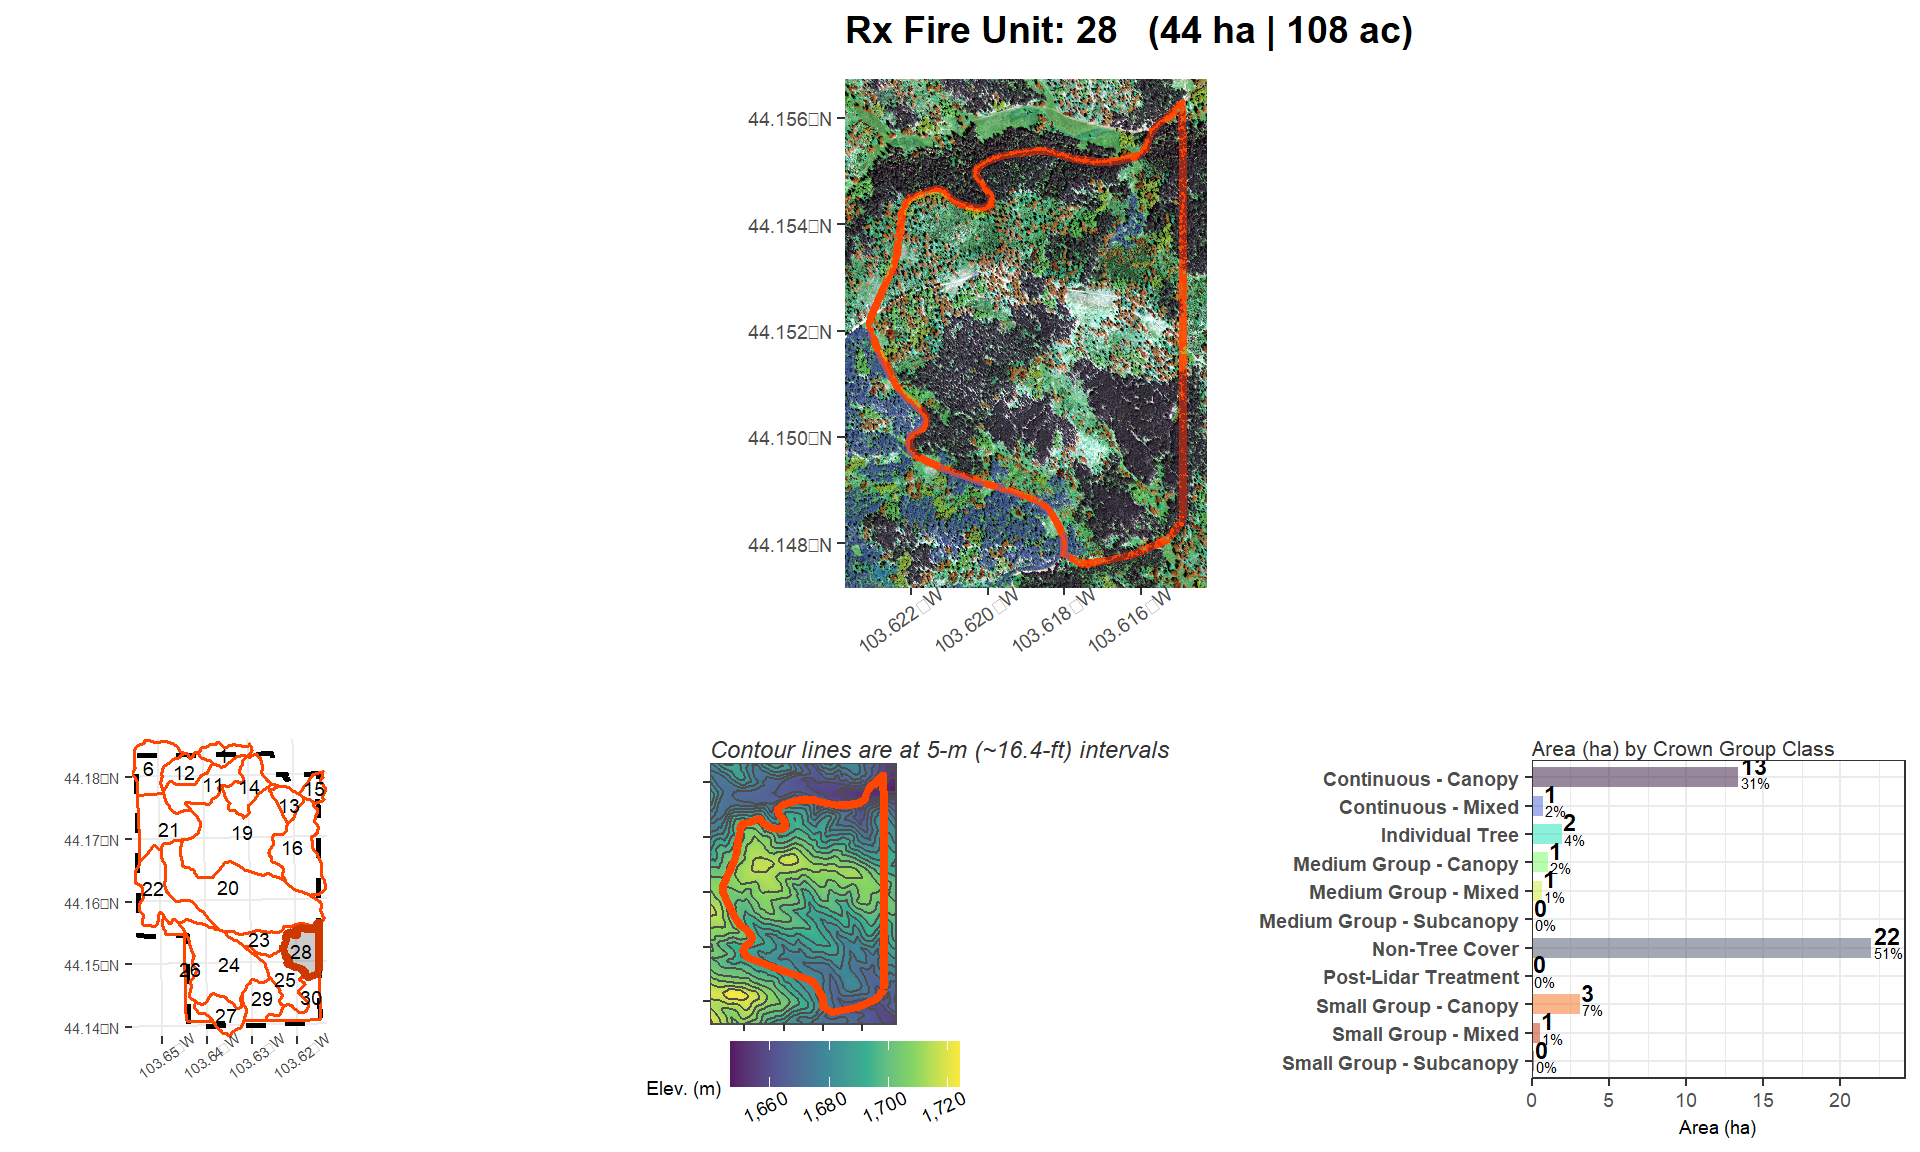 Rx Fire Unit: 28 (44 ha | 108 ac)
44.156□N
44.154□N
44.152□N
44.150□N
44.148□N
103.622□W
103.620□W
103.618□W
103.616□W
44.18□N
44.17□N
44.16□N
44.15□N
44.14□N
6
12
1
11
14
15
13
21
19
16
22
20
23
28
26
24
25
29
30
27
103.65□W
103.64□W
103.63□W
103.62□W
Contour lines are at 5-m (~16.4-ft) intervals
Elev. (m)
1,660
1,680
1,700
1,720
Area (ha) by Crown Group Class
Continuous - Canopy
13
31%
Continuous - Mixed
1
2%
Individual Tree
2
4%
Medium Group - Canopy
1
2%
Medium Group - Mixed
1
1%
Medium Group - Subcanopy
0
0%
Non-Tree Cover
22
51%
Post-Lidar Treatment
0
0%
Small Group - Canopy
3
7%
Small Group - Mixed
1
1%
Small Group - Subcanopy
0
0%
0
5
10
15
20
Area (ha)